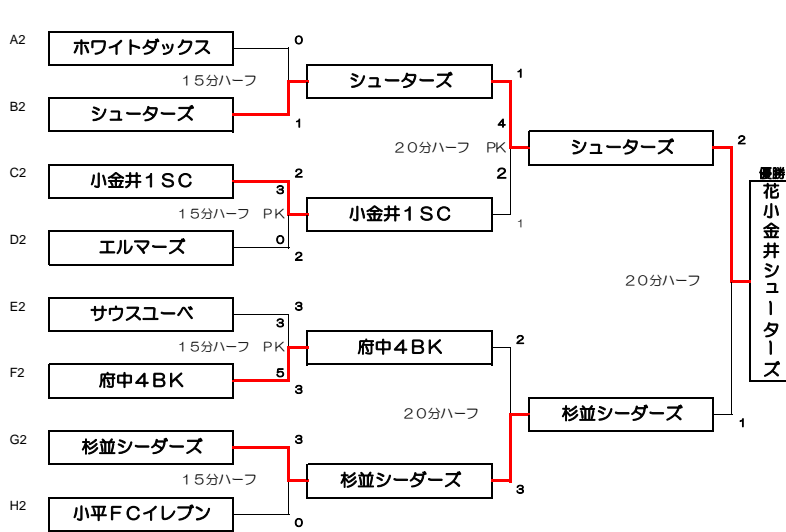 A2
ホワイトダックス
0
15分ハーフ
B2
シューターズ
1
シューターズ
1
C2
小金井1SC
2
3
15分ハーフ PK
D2
エルマーズ
0
2
小金井1SC
1
4
20分ハーフ PK
2
シューターズ
2
E2
サウスユーベ
3
3
15分ハーフ PK
F2
府中4BK
5
3
府中4BK
2
G2
杉並シーダーズ
3
15分ハーフ
H2
小平FCイレブン
0
杉並シーダーズ
3
20分ハーフ
杉並シーダーズ
1
20分ハーフ
優勝
花小金井シューターズ